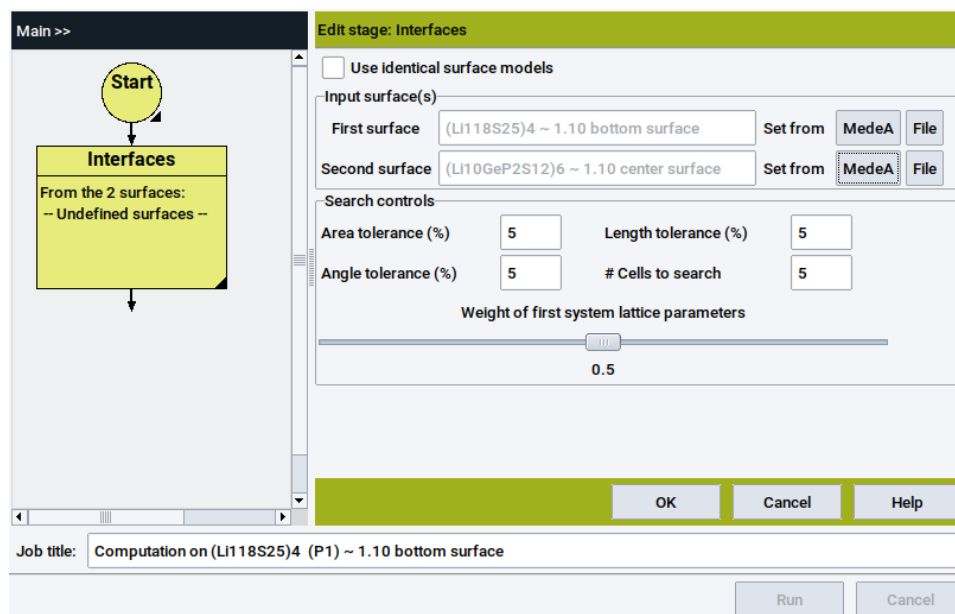 Main >>
Start
Interfaces
From the 2 surfaces:
-- Undefined surfaces --
Edit stage: Interfaces
Use identical surface models
Input surface(s)
First surface (Li118S25)4 ~ 1.10 bottom surface Set from MedeA File
Second surface (Li10GeP2S12)6 ~ 1.10 center surface Set from MedeA File
Search controls
Area tolerance (%) 5 Length tolerance (%) 5
Angle tolerance (%) 5 # Cells to search 5
Weight of first system lattice parameters
0.5
OK Cancel Help
Job title: Computation on (Li118S25)4 (P1) ~ 1.10 bottom surface
Run Cancel